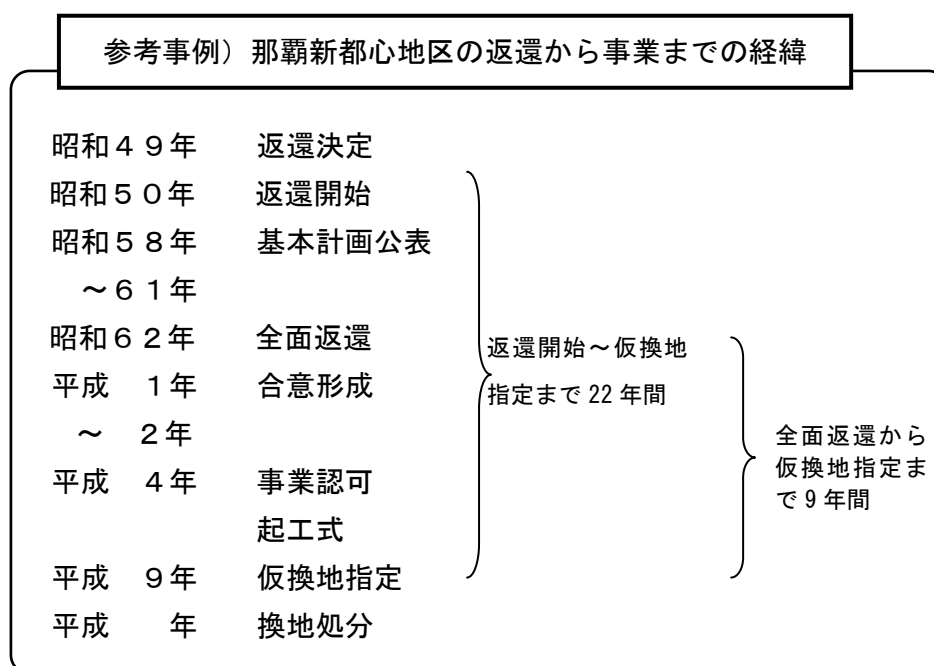 参考事例）那覇新都心地区の返還から事業までの経緯
昭和４９年　返還決定
昭和５０年　返還開始
昭和５８年　基本計画公表
～６１年
昭和６２年　全面返還
平成　１年　合意形成
～　２年
平成　４年　事業認可
起工式
平成　９年　仮換地指定
平成　　年　換地処分
返還開始～仮換地
指定まで 22 年間
全面返還から
仮換地指定ま
で 9 年間